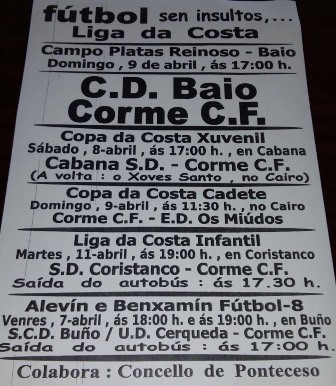 fútbol sen insultos,...
Liga da Costa
Campo Platas Reinoso - Baio
Domingo , 9 de abril , ás 17:00 h.
C.D. Baio
Corme C.F.
Copa da Costa Xuvenil
Sábado , 8-abril , ás 17:00 h. , en Cabana
Cabana S.D. - Corme C.F.
(A volta : o Xoves Santo , no Cairo)
Copa da Costa Cadete
Domingo , 9-abril , ás 11:30 h. , no Cairo
Corme C.F. - E.D. Os Miúdos
Liga da Costa Infantil
Martes , 11-abril , ás 19:00 h. , en Coristanco
S.D. Coristanco - Corme C.F.
Saída do autobús : ás 17.30 h.
Alevín e Benxamín Fútbol-8
Venres , 7-abril , ás 18:00 h. e ás 19:00 h. , en Buño
S.C.D. Buño / U.D. Cerqueda - Corme C.F.
Saída do autobús : ás 17:00 h.
Colabora : Concello de Ponteceso